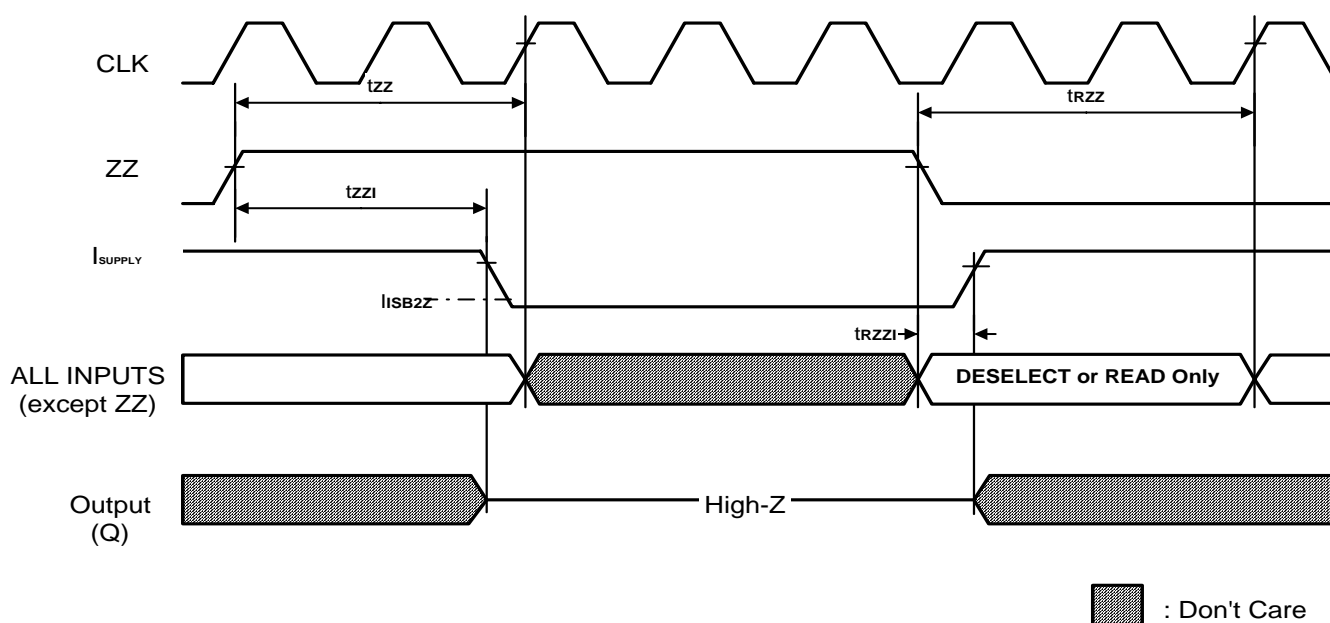 CLK
tzz
tRZZ
ZZ
tzzI
ISUPPLY
IISB2Z
tRZZI
ALL INPUTS
(except ZZ)
DESELECT or READ Only
Output
(Q)
High-Z
: Don't Care